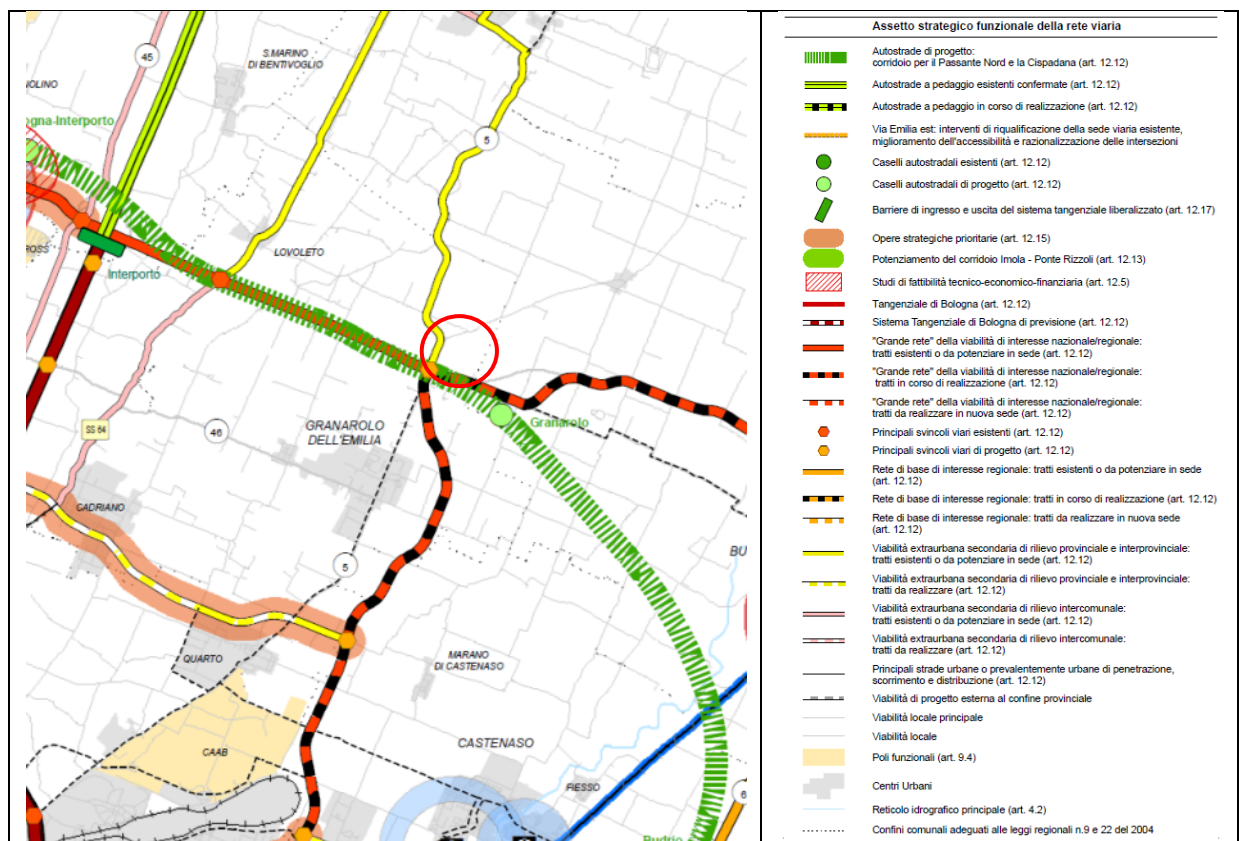 45
S.MARINO
DI BENTIVOGLIO
NOLINO
ogna-Interporto
5
ROSS
LOVOLETO
Interporto
SS 64
46
GRANAROLO
DELL'EMILIA
Granarolo
CADRIANO
5
BU
QUARTO
MARANO
DI CASTENASO
CAAB
CASTENASO
FIESSO
6
Budrio
Assetto strategico funzionale della rete viaria
Autostrade di progetto:
corridoio per il Passante Nord e la Cispadana (art. 12.12)
Autostrade a pedaggio esistenti confermate (art. 12.12)
Autostrade a pedaggio in corso di realizzazione (art. 12.12)
Via Emilia est: interventi di riqualificazione della sede viaria esistente,
miglioramento dell'accessibilità e razionalizzazione delle intersezioni
Caselli autostradali esistenti (art. 12.12)
Caselli autostradali di progetto (art. 12.12)
Barriere di ingresso e uscita del sistema tangenziale liberalizzato (art. 12.17)
Opere strategiche prioritarie (art. 12.15)
Potenziamento del corridoio Imola - Ponte Rizzoli (art. 12.13)
Studi di fattibilità tecnico-economico-finanziaria (art. 12.5)
Tangenziale di Bologna (art. 12.12)
Sistema Tangenziale di Bologna di previsione (art. 12.12)
"Grande rete" della viabilità di interesse nazionale/regionale:
tratti esistenti o da potenziare in sede (art. 12.12)
"Grande rete" della viabilità di interesse nazionale/regionale:
tratti in corso di realizzazione (art. 12.12)
"Grande rete" della viabilità di interesse nazionale/regionale:
tratti da realizzare in nuova sede (art. 12.12)
Principali svincoli viari esistenti (art. 12.12)
Principali svincoli viari di progetto (art. 12.12)
Rete di base di interesse regionale: tratti esistenti o da potenziare in sede
(art. 12.12)
Rete di base di interesse regionale: tratti in corso di realizzazione (art. 12.12)
Rete di base di interesse regionale: tratti da realizzare in nuova sede
(art. 12.12)
Viabilità extraurbana secondaria di rilievo provinciale e interprovinciale:
tratti esistenti o da potenziare in sede (art. 12.12)
Viabilità extraurbana secondaria di rilievo provinciale e interprovinciale:
tratti da realizzare (art. 12.12)
Viabilità extraurbana secondaria di rilievo intercomunale:
tratti esistenti o da potenziare in sede (art. 12.12)
Viabilità extraurbana secondaria di rilievo intercomunale:
tratti da realizzare (art. 12.12)
Principali strade urbane o prevalentemente urbane di penetrazione,
scorrimento e distribuzione (art. 12.12)
Viabilità di progetto esterna al confine provinciale
Viabilità locale principale
Viabilità locale
Poli funzionali (art. 9.4)
Centri Urbani
Reticolo idrografico principale (art. 4.2)
Confini comunali adeguati alle leggi regionali n.9 e 22 del 2004